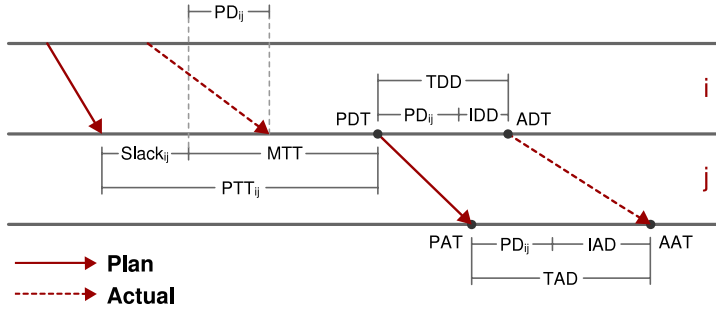 PDᵢⱼ
TDD
i
PDT PDᵢⱼ IDD ADT
Slackᵢⱼ MTT
j
PTTᵢⱼ
PAT PDᵢⱼ IAD AAT
Plan
TAD
Actual